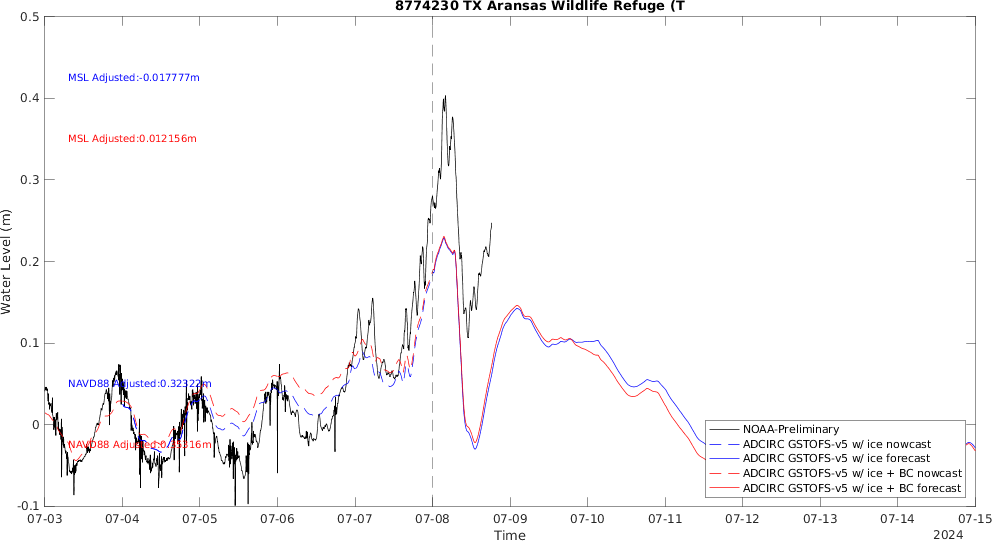 8774230 TX Aransas Wildlife Refuge (T
0.5
0.4
0.3
0.2
0.1
0
-0.1
Water Level (m)
MSL Adjusted:-0.017777m
MSL Adjusted:0.012156m
NAVD88 Adjusted:0.32322m
NAVD88 Adjusted:0.35316m
NOAA-Preliminary
ADCIRC GSTOFS-v5 w/ ice nowcast
ADCIRC GSTOFS-v5 w/ ice forecast
ADCIRC GSTOFS-v5 w/ ice + BC nowcast
ADCIRC GSTOFS-v5 w/ ice + BC forecast
07-03 07-04 07-05 07-06 07-07 07-08 07-09 07-10 07-11 07-12 07-13 07-14 07-15
Time
2024